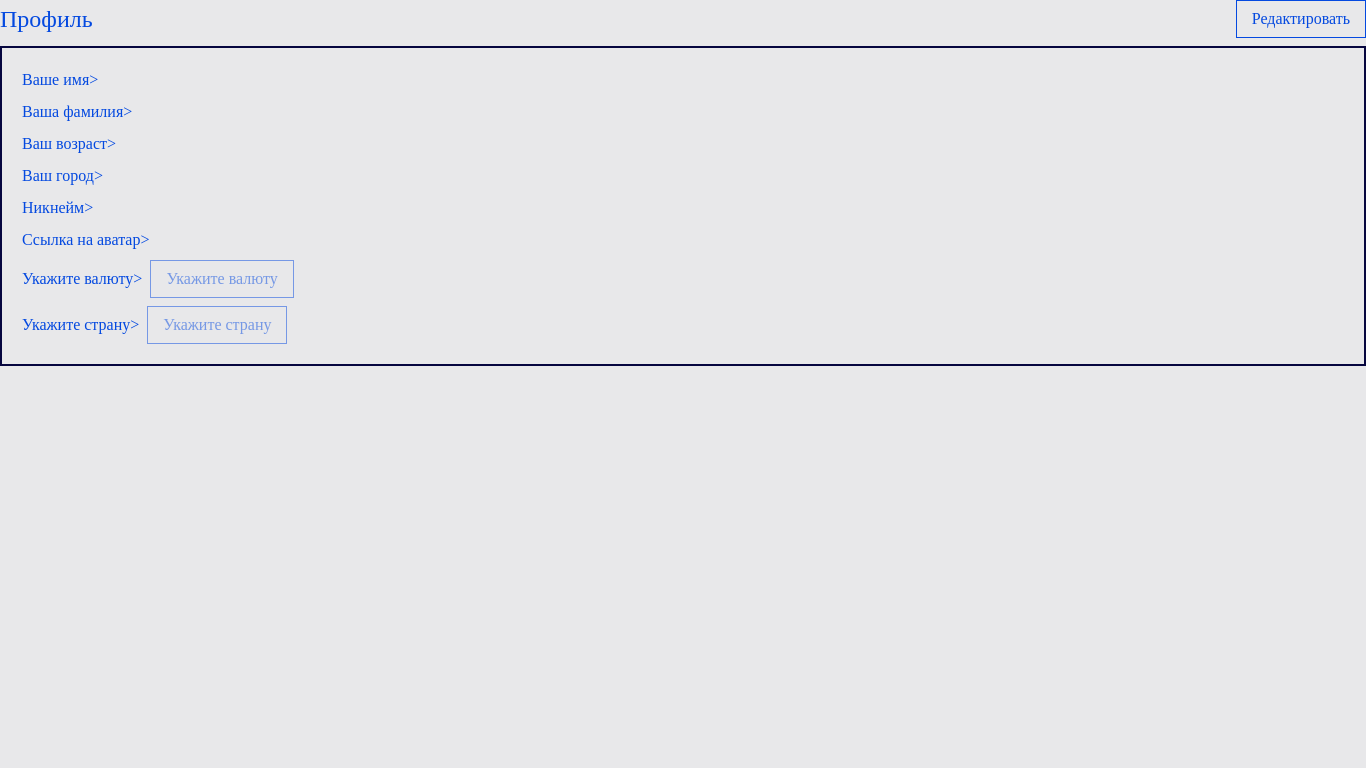 Профиль Редактировать
Ваше имя>
Ваша фамилия>
Ваш возраст>
Ваш город>
Никнейм>
Ссылка на аватар>
Укажите валюту> Укажите валюту
Укажите страну> Укажите страну